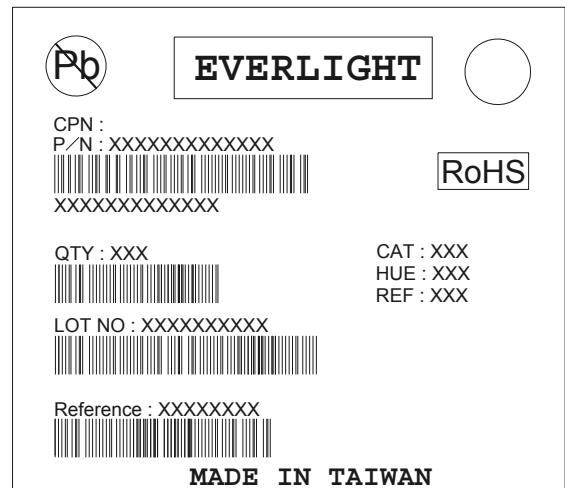 Pb
EVERLIGHT
CPN :
P/N : XXXXXXXXXXXXX
RoHS
XXXXXXXXXXXXX
QTY : XXX
CAT : XXX
HUE : XXX
REF : XXX
LOT NO : XXXXXXXXXX
Reference : XXXXXXXX
MADE IN TAIWAN